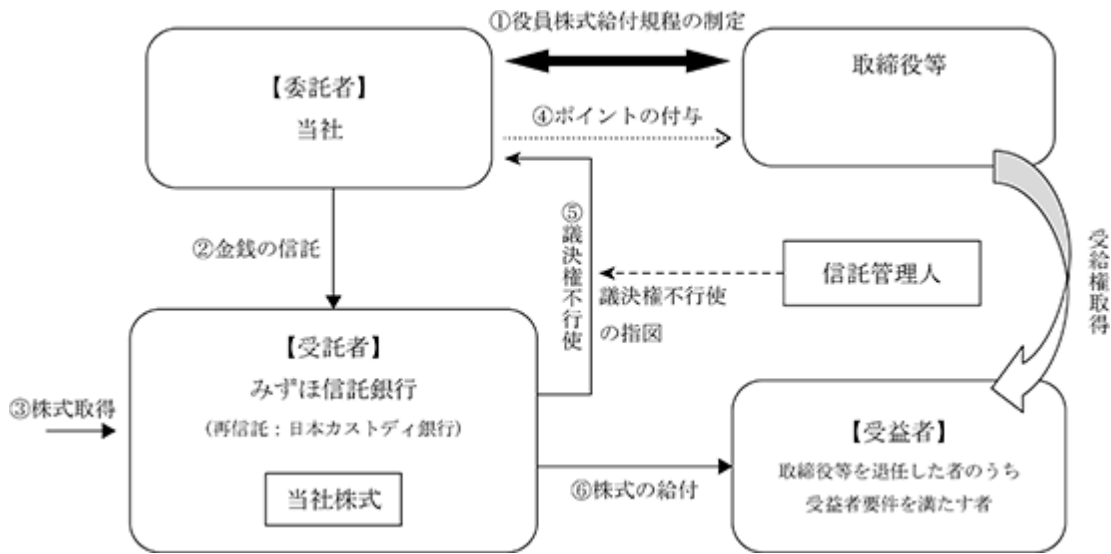 ①役員株式給付規程の制定
【委託者】
当社
取締役等
④ポイントの付与
②金銭の信託
⑤議決権不行使
信託管理人
議決権不行使
の指図
受給権取得
【受託者】
みずほ信託銀行
(再信託：日本カストディ銀行)
③株式取得
当社株式
⑥株式の給付
【受益者】
取締役等を退任した者のうち
受益者要件を満たす者